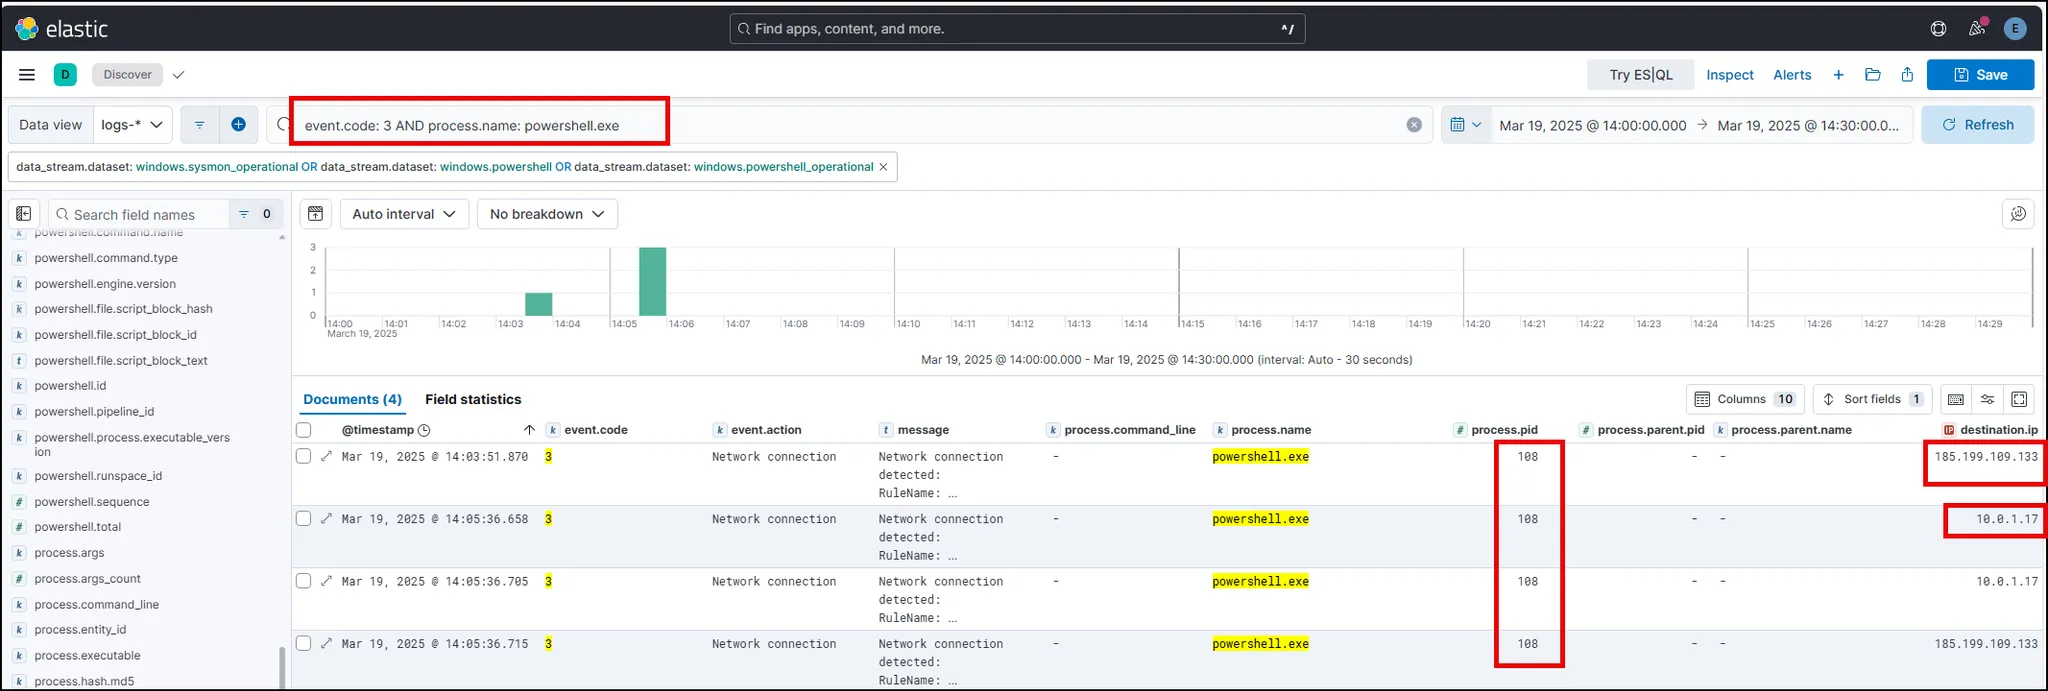 elastic
Find apps, content, and more.
^/
E
D
Discover
Try ES|QL
Inspect
Alerts
Save
Data view
logs-*
event.code: 3 AND process.name: powershell.exe
Mar 19, 2025 @ 14:00:00.000 → Mar 19, 2025 @ 14:30:00.0...
Refresh
data_stream.dataset: windows.sysmon_operational OR data_stream.dataset: windows.powershell OR data_stream.dataset: windows.powershell_operational
Search field names
0
Auto interval
No breakdown
k powershell.command.name
k powershell.command.type
k powershell.engine.version
k powershell.file.script_block_hash
k powershell.file.script_block_id
t powershell.file.script_block_text
k powershell.id
k powershell.pipeline_id
k powershell.process.executable_vers
ion
k powershell.runspace_id
# powershell.sequence
# powershell.total
k process.args
# process.args_count
k process.command_line
k process.entity_id
k process.executable
k process.hash.md5
3
2
1
0
14:00 14:01 14:02 14:03 14:04 14:05 14:06 14:07 14:08 14:09 14:10 14:11 14:12 14:13 14:14 14:15 14:16 14:17 14:18 14:19 14:20 14:21 14:22 14:23 14:24 14:25 14:26 14:27 14:28 14:29
March 19, 2025
Mar 19, 2025 @ 14:00:00.000 - Mar 19, 2025 @ 14:30:00.000 (interval: Auto - 30 seconds)
Documents (4)
Field statistics
Columns 10
Sort fields 1
@timestamp k event.code k event.action t message k process.command_line k process.name # process.pid # process.parent.pid k process.parent.name IP destination.ip
Mar 19, 2025 @ 14:03:51.870 3 Network connection Network connection - powershell.exe 108 - - 185.199.109.133
detected:
RuleName: ...
Mar 19, 2025 @ 14:05:36.658 3 Network connection Network connection - powershell.exe 108 - - 10.0.1.17
detected:
RuleName: ...
Mar 19, 2025 @ 14:05:36.705 3 Network connection Network connection - powershell.exe 108 - - 10.0.1.17
detected:
RuleName: ...
Mar 19, 2025 @ 14:05:36.715 3 Network connection Network connection - powershell.exe 108 - - 185.199.109.133
detected:
RuleName: ...